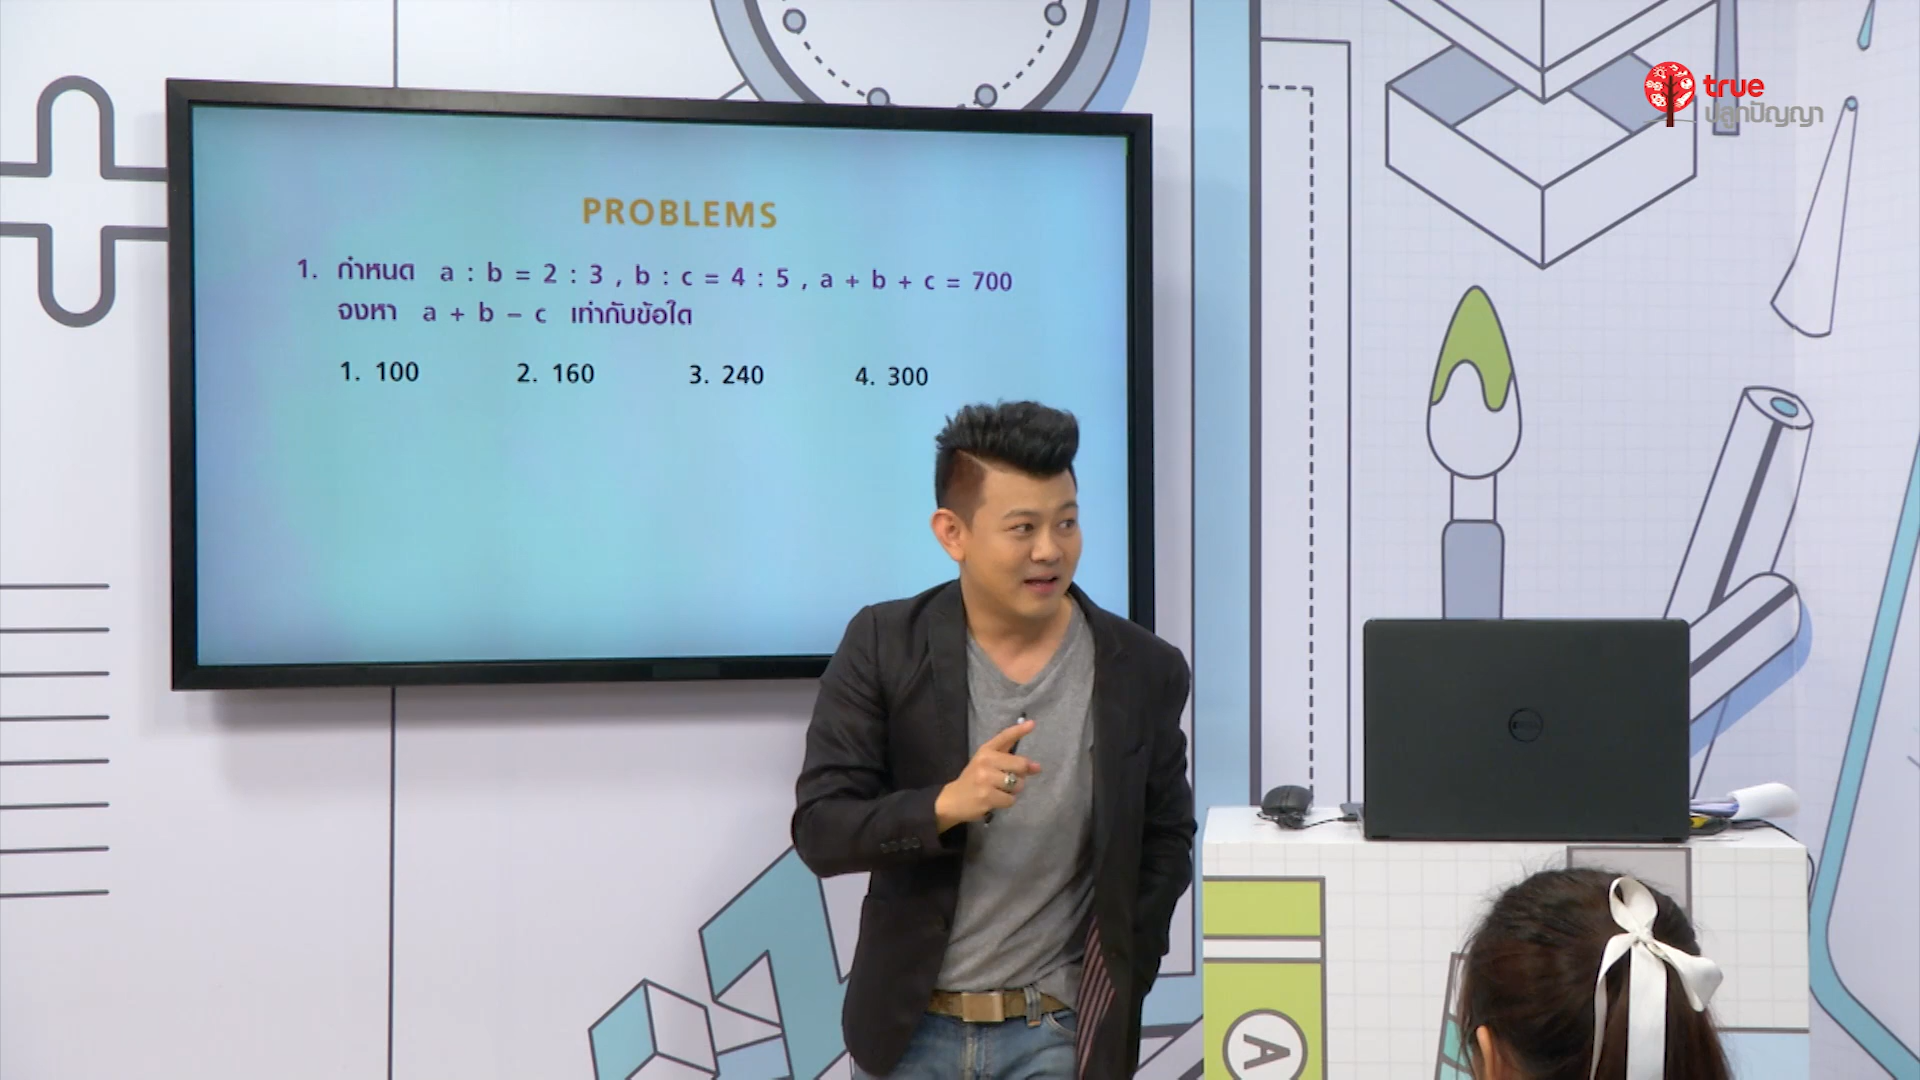 true
ปลูกปัญญา
PROBLEMS
1. กำหนด a : b = 2 : 3 , b : c = 4 : 5 , a + b + c = 700
จงหา a + b – c เท่ากับข้อใด
1. 100 2. 160 3. 240 4. 300
DELL
A